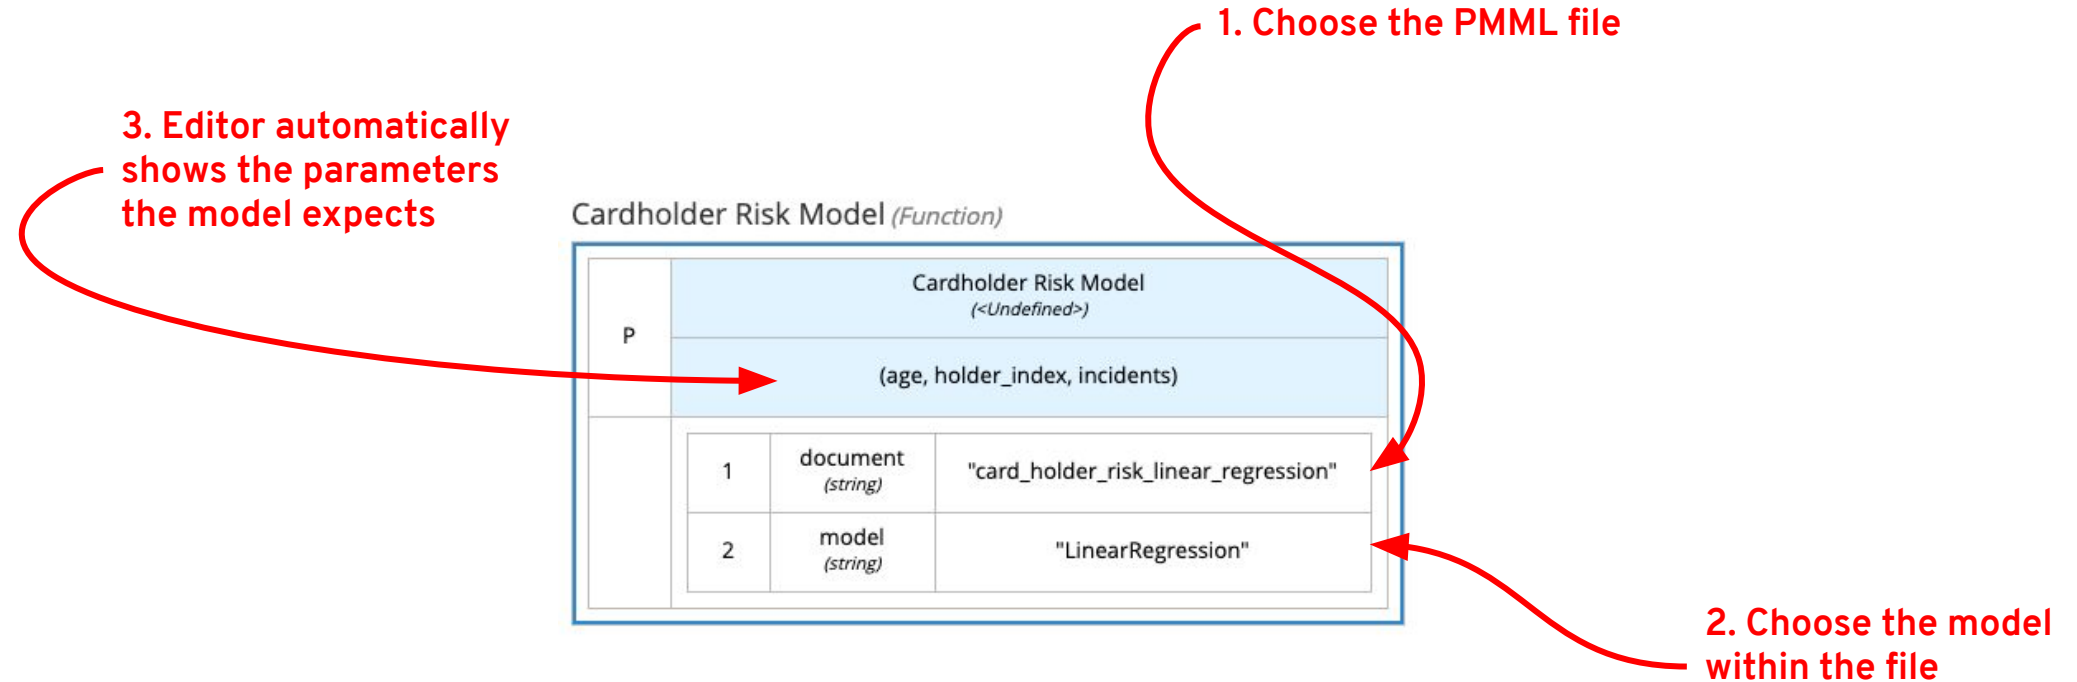 1. Choose the PMML file
3. Editor automatically
shows the parameters
the model expects
Cardholder Risk Model (Function)
Cardholder Risk Model
(<Undefined>)
P
(age, holder_index, incidents)
1
document
(string)
"card_holder_risk_linear_regression"
2
model
(string)
"LinearRegression"
2. Choose the model
within the file